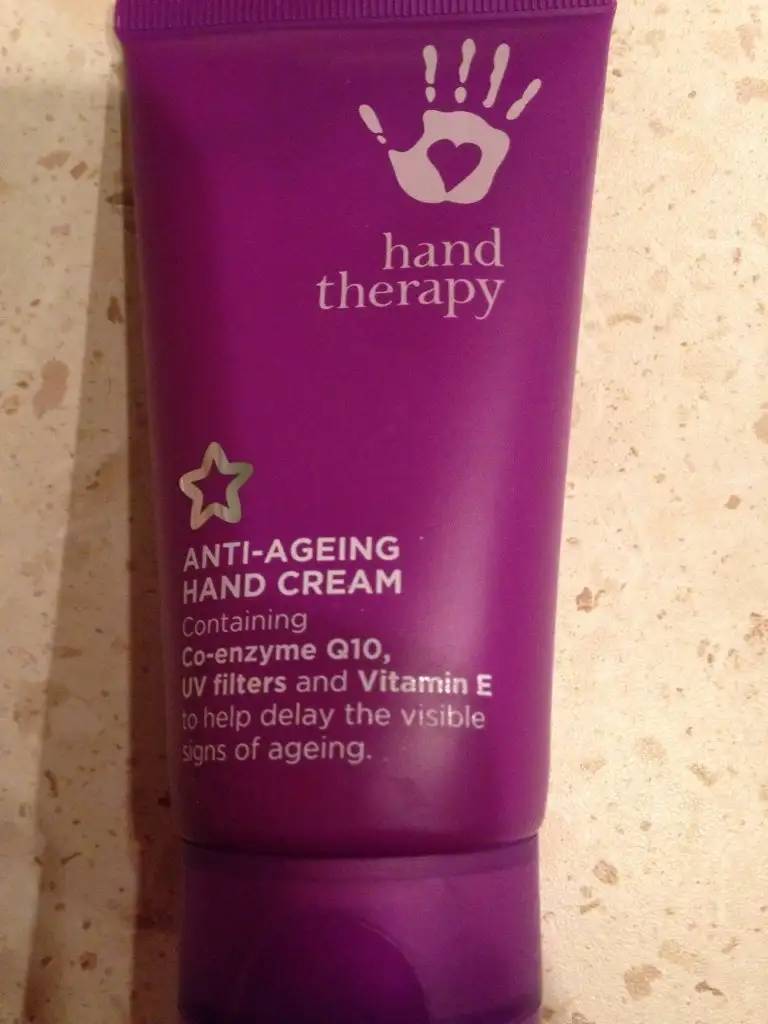 hand
therapy
ANTI-AGEING
HAND CREAM
Containing
Co-enzyme Q10,
UV filters and Vitamin E
to help delay the visible
signs of ageing.